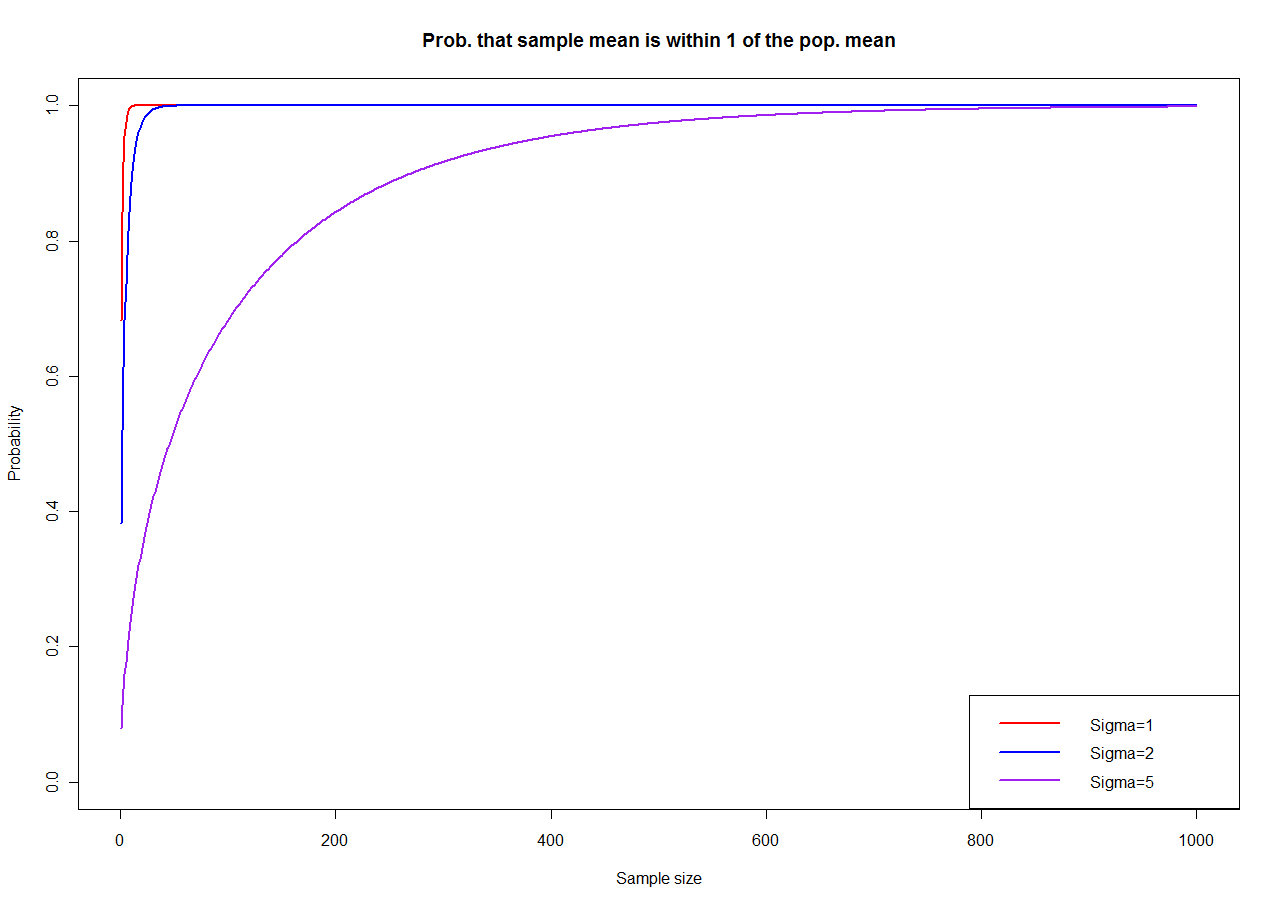 Prob. that sample mean is within 1 of the pop. mean
Probability
1.0
0.8
0.6
0.4
0.2
0.0
Sigma=1
Sigma=2
Sigma=5
0 200 400 600 800 1000
Sample size